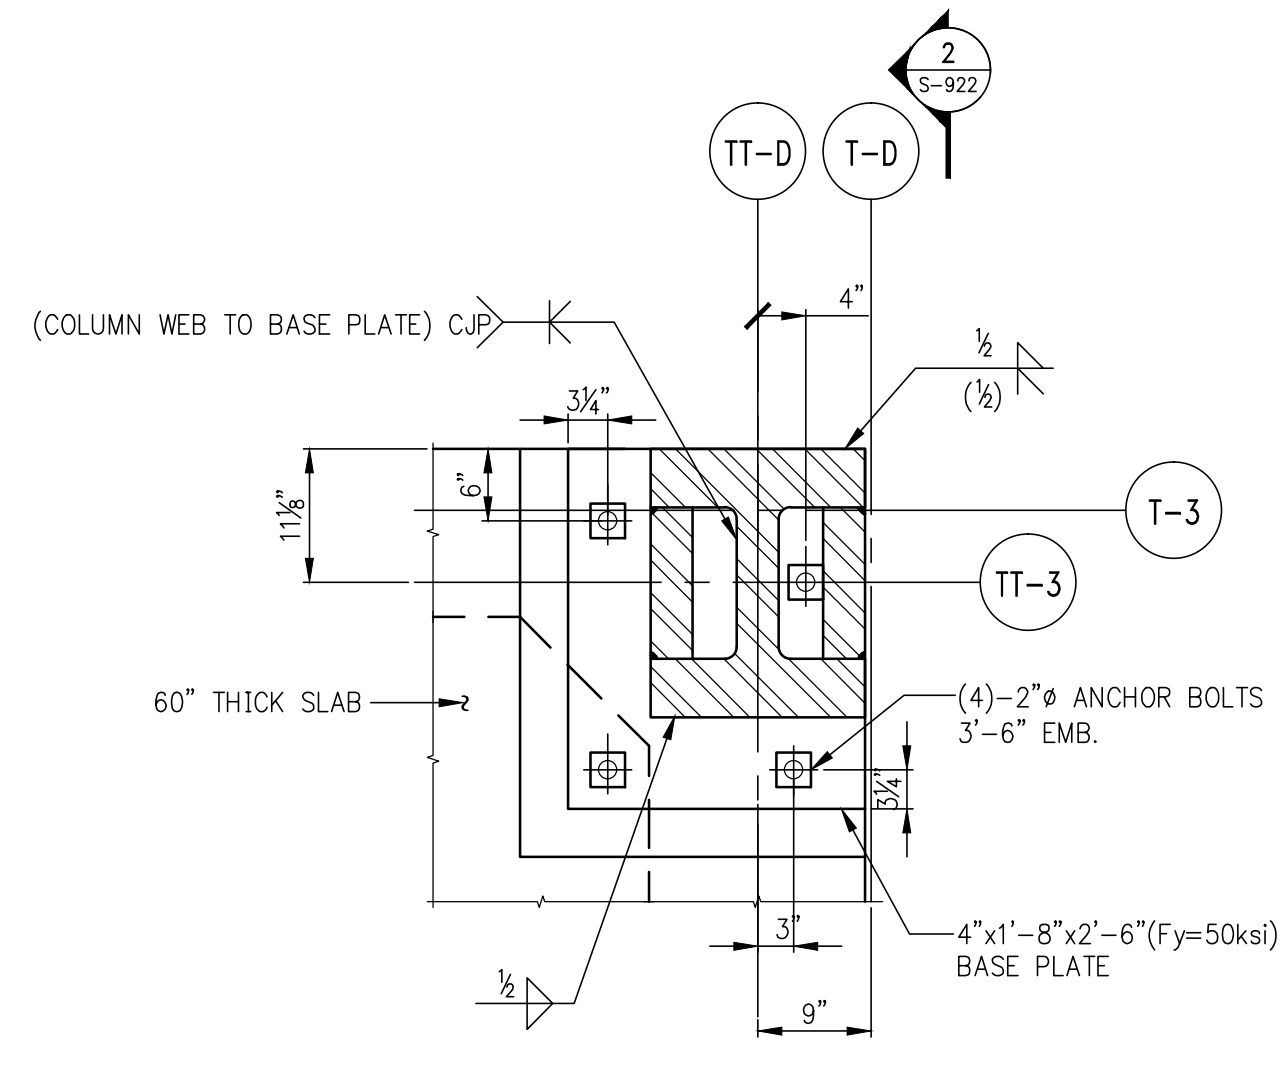 2
S-922
TT-D
T-D
4"
(COLUMN WEB TO BASE PLATE) CJP
½
(½)
3¼"
6"
11⅛"
T-3
TT-3
60" THICK SLAB
(4)-2"ø ANCHOR BOLTS
3'-6" EMB.
3¼"
3"
4"x1'-8"x2'-6"(Fy=50ksi)
BASE PLATE
½
9"